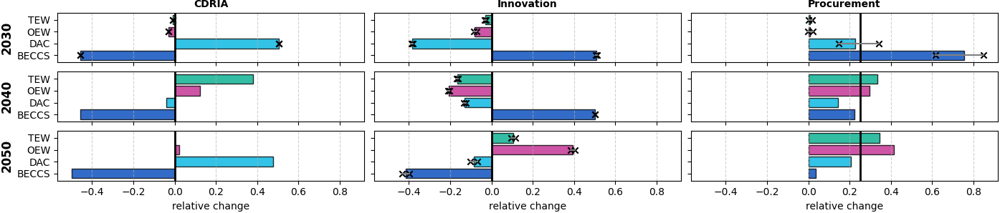 CDRIA Innovation Procurement
2030
TEW
OEW
DAC
BECCS
2040
TEW
OEW
DAC
BECCS
2050
TEW
OEW
DAC
BECCS
−0.4 −0.2 0.0 0.2 0.4 0.6 0.8 −0.4 −0.2 0.0 0.2 0.4 0.6 0.8 −0.4 −0.2 0.0 0.2 0.4 0.6 0.8
relative change relative change relative change